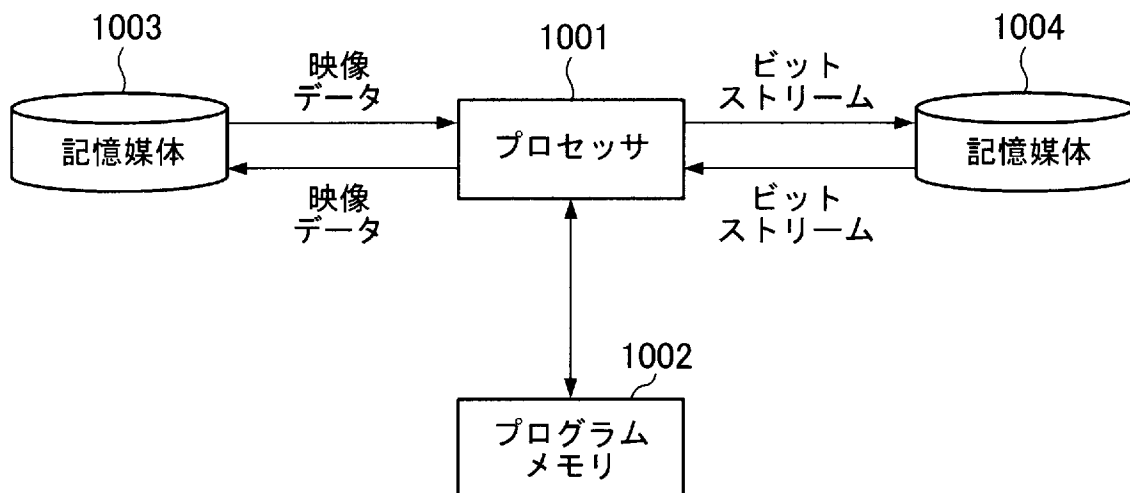 1003
1001
1004
映像
データ
ビット
ストリーム
記憶媒体
プロセッサ
記憶媒体
映像
データ
ビット
ストリーム
1002
プログラム
メモリ